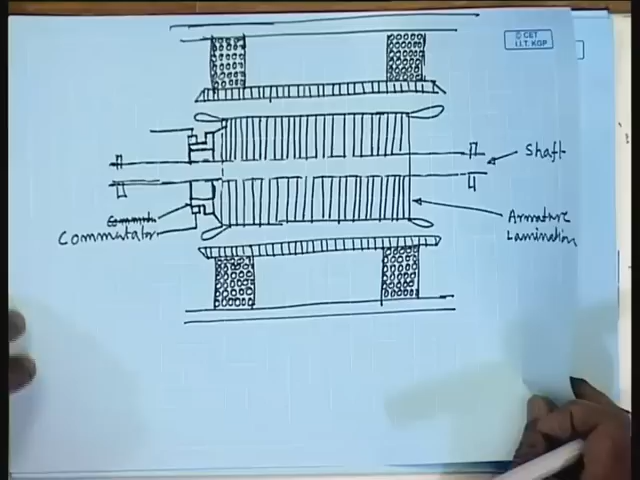 © CET
I.I.T. KGP
Shaft
Armature
Lamination
Commutator